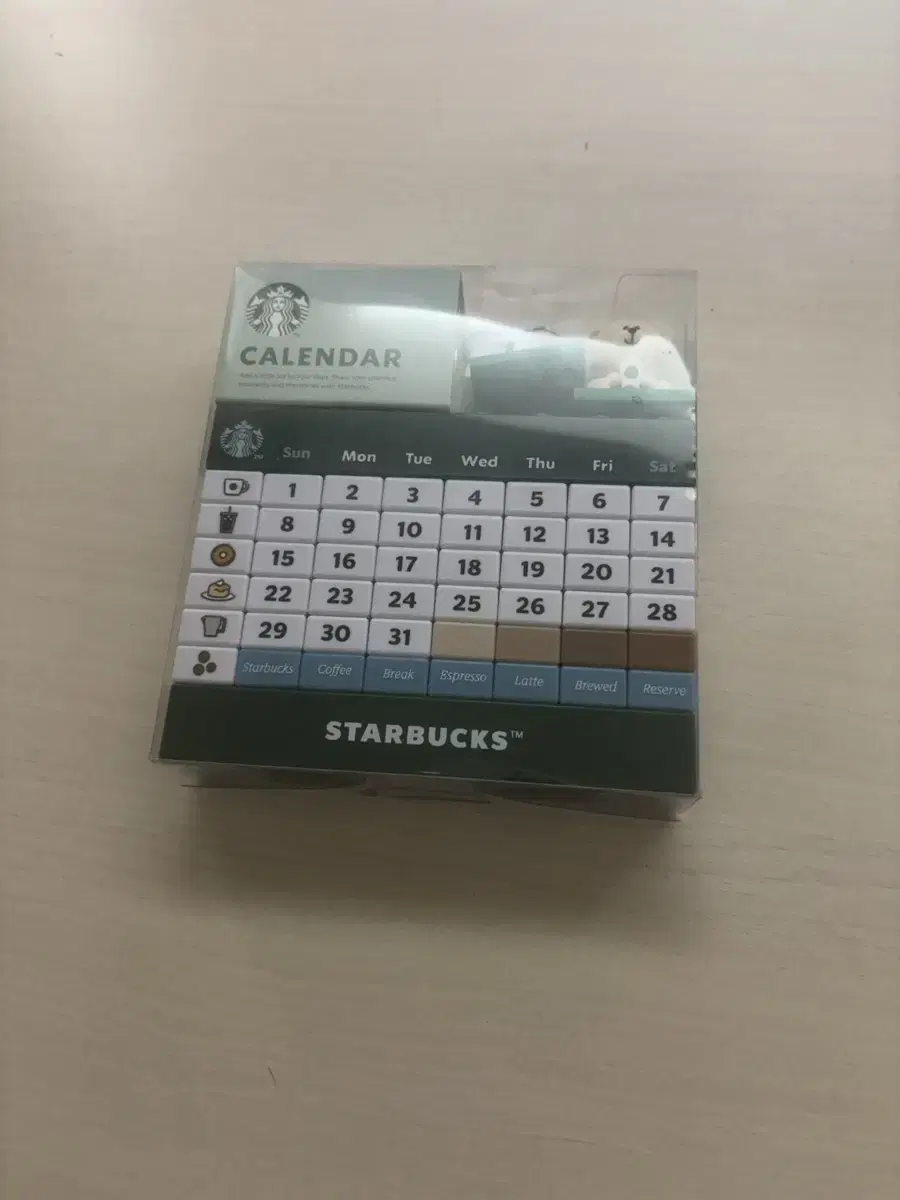 CALENDAR
Sun Mon Tue Wed Thu Fri Sat
1 2 3 4 5 6 7
8 9 10 11 12 13 14
15 16 17 18 19 20 21
22 23 24 25 26 27 28
29 30 31
Starbucks Coffee Break Espresso Latte Brewed Reserve
STARBUCKS™